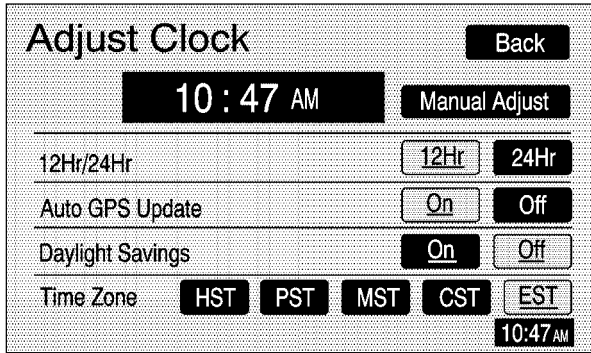 Adjust Clock Back
10:47 AM Manual Adjust
12Hr/24Hr 12Hr 24Hr
Auto GPS Update On Off
Daylight Savings On Off
Time Zone HST PST MST CST EST
10:47 AM